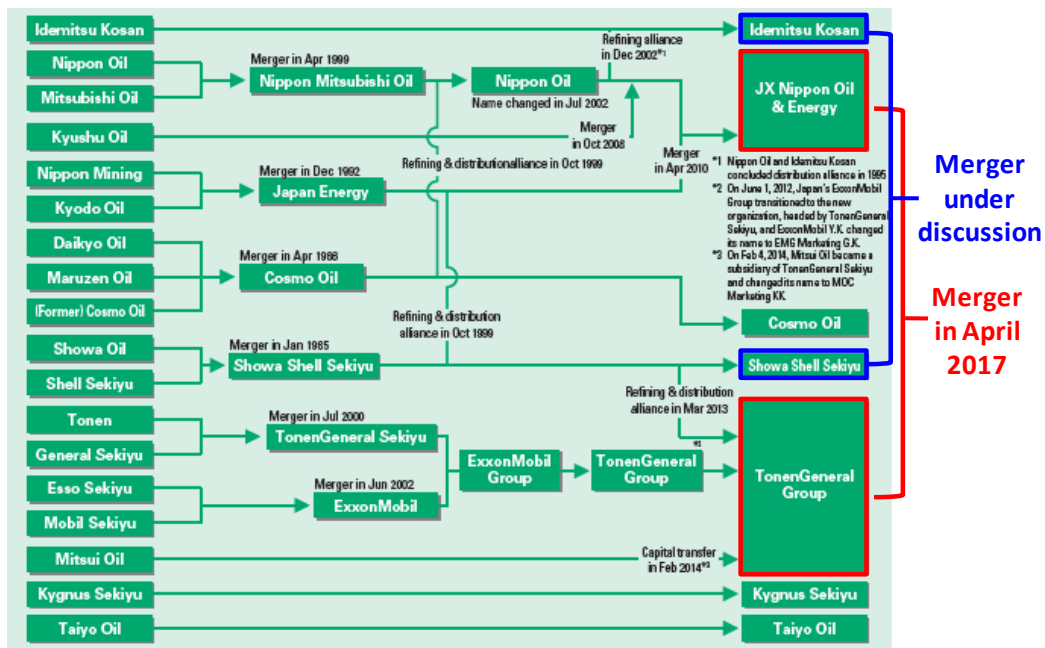 Idemitsu Kosan
Nippon Oil
Mitsubishi Oil
Kyushu Oil
Nippon Mining
Kyodo Oil
Daikyo Oil
Maruzen Oil
(Former) Cosmo Oil
Showa Oil
Shell Sekiyu
Tonen
General Sekiyu
Esso Sekiyu
Mobil Sekiyu
Mitsui Oil
Kygnus Sekiyu
Taiyo Oil
Merger in Apr 1999
Nippon Mitsubishi Oil
Merger in Dec 1992
Japan Energy
Merger in Apr 1986
Cosmo Oil
Merger in Jan 1985
Showa Shell Sekiyu
Merger in Jul 2000
TonenGeneral Sekiyu
Merger in Jun 2002
ExxonMobil
Nippon Oil
Name changed in Jul 2002
Refining alliance
in Dec 2002*1
Merger
in Oct 2008
Refining & distributionalliance in Oct 1999
Merger
in Apr 2010
Refining & distribution
alliance in Oct 1999
Refining & distribution
alliance in Mar 2013
ExxonMobil
Group
*2
TonenGeneral
Group
Capital transfer
in Feb 2014*3
Idemitsu Kosan
JX Nippon Oil
& Energy
*1 Nippon Oil and Idemitsu Kosan
concluded distribution alliance in 1995
*2 On June 1, 2012, Japan's ExxonMobil
Group transitioned to the new
organization, headed by TonenGeneral
Sekiyu, and ExxonMobil Y.K. changed
its name to EMG Marketing G.K.
*3 On Feb 4, 2014, Mitsui Oil became a
subsidiary of TonenGeneral Sekiyu
and changed its name to MOC
Marketing KK.
Cosmo Oil
Showa Shell Sekiyu
TonenGeneral
Group
Kygnus Sekiyu
Taiyo Oil
Merger
under
discussion
Merger
in April
2017